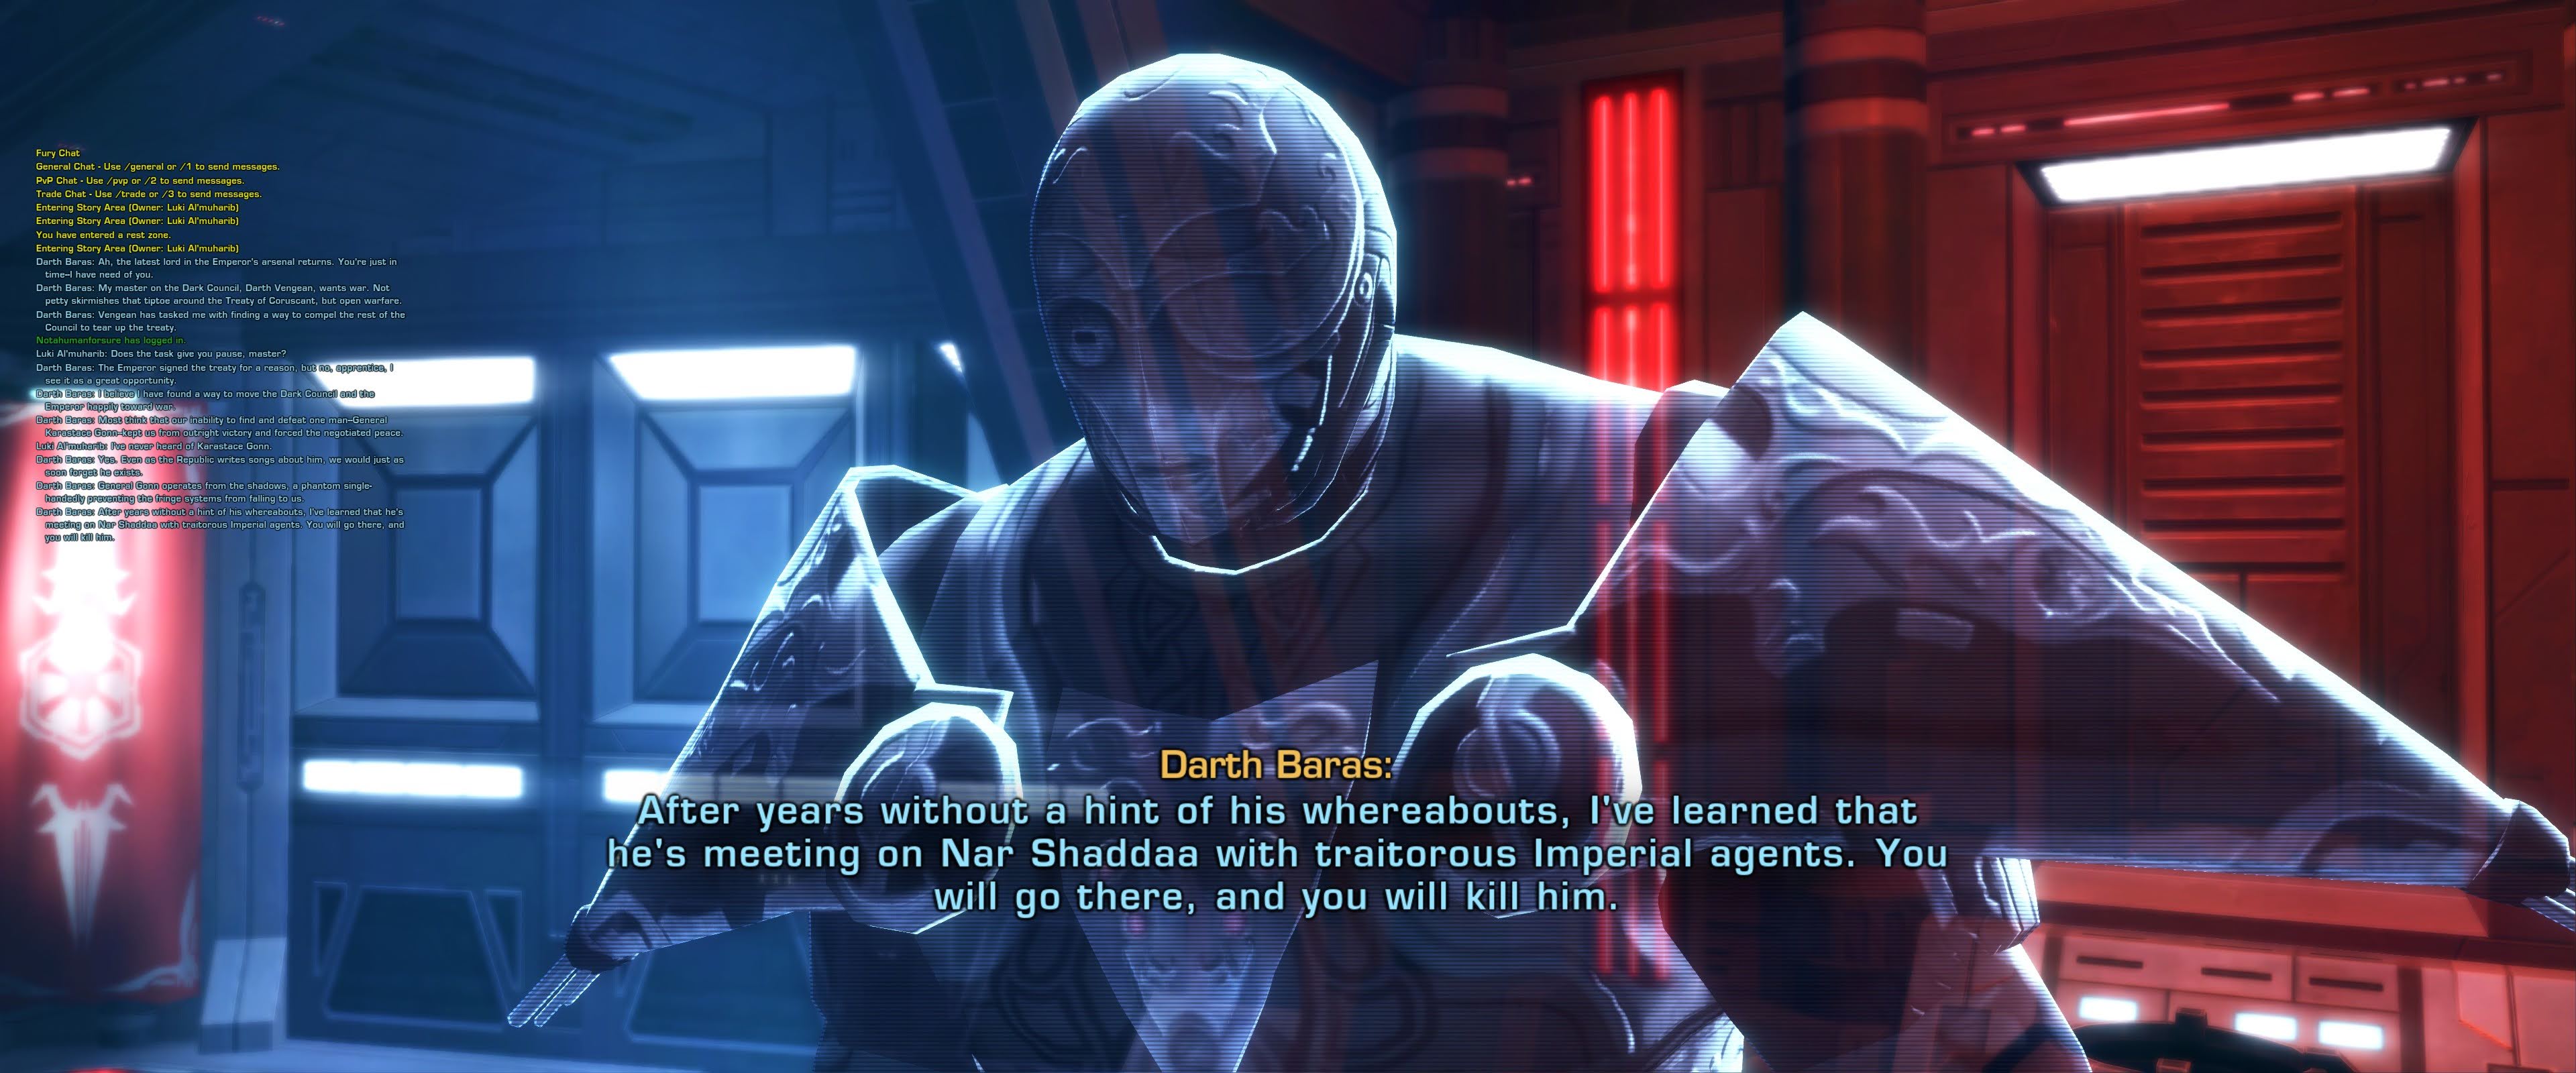 Fury Chat
General Chat - Use /general or /1 to send messages.
PvP Chat - Use /pvp or /2 to send messages.
Trade Chat - Use /trade or /3 to send messages.
Entering Story Area (Owner: Luki Al'muharib)
Entering Story Area (Owner: Luki Al'muharib)
You have entered a rest zone.
Entering Story Area (Owner: Luki Al'muharib)
Darth Baras: Ah, the latest lord in the Emperor's arsenal returns. You're just in
time–I have need of you.
Darth Baras: My master on the Dark Council, Darth Vengean, wants war. Not
petty skirmishes that tiptoe around the Treaty of Coruscant, but open warfare.
Darth Baras: Vengean has tasked me with finding a way to compel the rest of the
Council to tear up the treaty.
Notahumanforsure has logged in.
Luki Al'muharib: Does the task give you pause, master?
Darth Baras: The Emperor signed the treaty for a reason, but no, apprentice, I
see it as a great opportunity.
Darth Baras: I believe I have found a way to move the Dark Council and the
Emperor happily toward war.
Darth Baras: Most think that our inability to find and defeat one man–General
Karastace Gonn–kept us from outright victory and forced the negotiated peace.
Luki Al'muharib: I've never heard of Karastace Gonn.
Darth Baras: Yes. Even as the Republic writes songs about him, we would just as
soon forget he exists.
Darth Baras: General Gonn operates from the shadows, a phantom single-
handedly preventing the fringe systems from falling to us.
Darth Baras: After years without a hint of his whereabouts, I've learned that he's
meeting on Nar Shaddaa with traitorous Imperial agents. You will go there, and
you will kill him.
Darth Baras:
After years without a hint of his whereabouts, I've learned that
he's meeting on Nar Shaddaa with traitorous Imperial agents. You
will go there, and you will kill him.